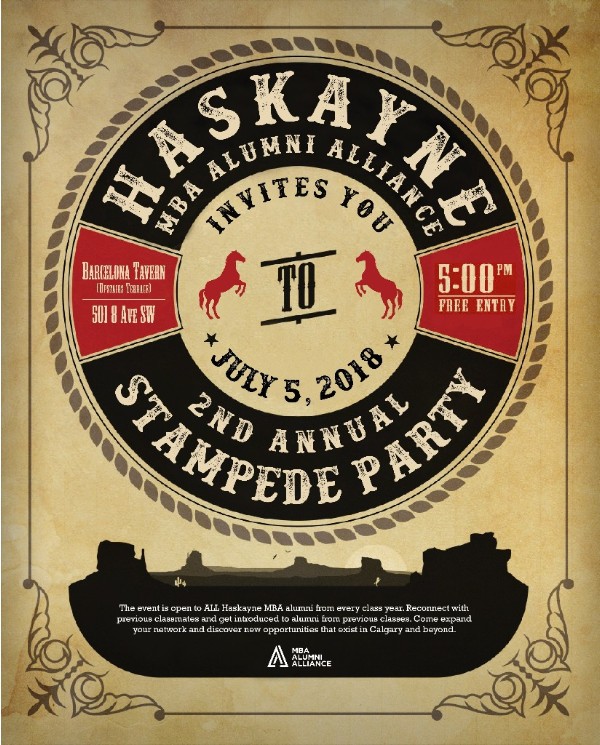 HASKAYNE
MBA ALUMNI ALLIANCE
INVITES YOU
TO
JULY 5, 2018
BARCELONA TAVERN
(UPSTAIRS TERRACE)
501 8 AVE SW
5:00 PM
FREE ENTRY
2ND ANNUAL
STAMPEDE PARTY
The event is open to ALL Haskayne MBA alumni from every class year. Reconnect with
previous classmates and get introduced to alumni from previous classes. Come expand
your network and discover new opportunities that exist in Calgary and beyond.
MBA
ALUMNI
ALLIANCE